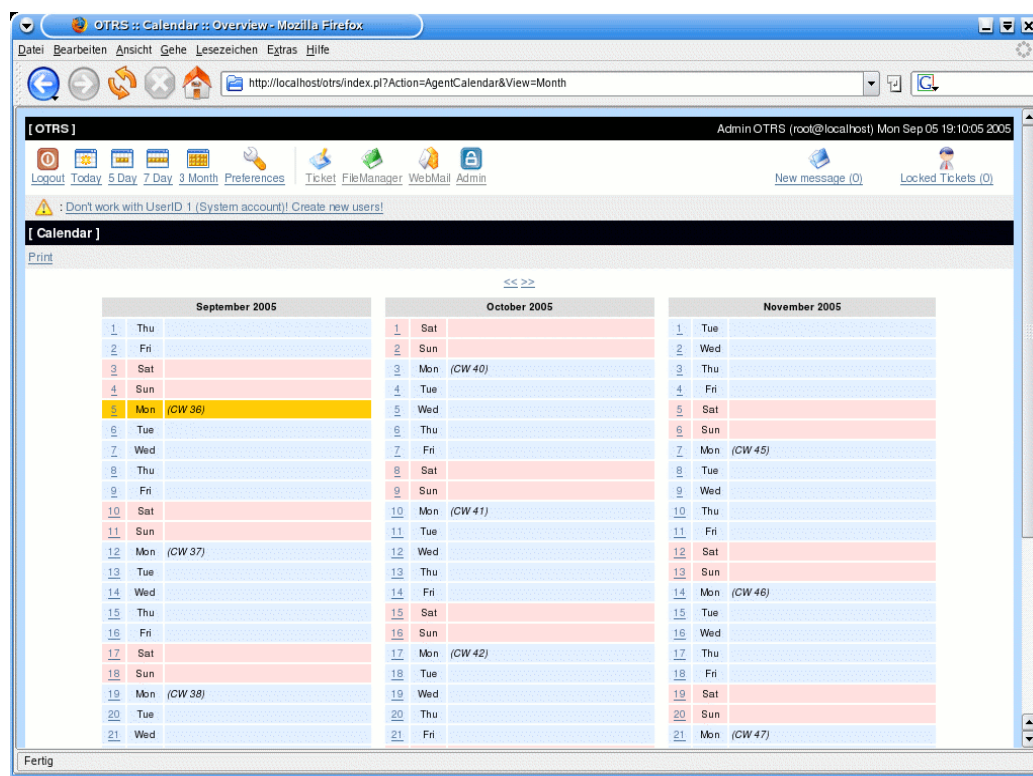 OTRS :: Calendar :: Overview - Mozilla Firefox
Datei Bearbeiten Ansicht Gehe Lesezeichen Extras Hilfe
http://localhost/otrs/index.pl?Action=AgentCalendar&View=Month
G
[ OTRS ] Admin OTRS (root@localhost) Mon Sep 05 19:10:05 2005
Logout Today 5 Day 7 Day 3 Month Preferences Ticket FileManager WebMail Admin New message (0) Locked Tickets (0)
: Don't work with UserID 1 (System account)! Create new users!
[ Calendar ]
Print
<< >>
September 2005 October 2005 November 2005
1 Thu 1 Sat 1 Tue
2 Fri 2 Sun 2 Wed
3 Sat 3 Mon (CW 40) 3 Thu
4 Sun 4 Tue 4 Fri
5 Mon (CW 36) 5 Wed 5 Sat
6 Tue 6 Thu 6 Sun
7 Wed 7 Fri 7 Mon (CW 45)
8 Thu 8 Sat 8 Tue
9 Fri 9 Sun 9 Wed
10 Sat 10 Mon (CW 41) 10 Thu
11 Sun 11 Tue 11 Fri
12 Mon (CW 37) 12 Wed 12 Sat
13 Tue 13 Thu 13 Sun
14 Wed 14 Fri 14 Mon (CW 46)
15 Thu 15 Sat 15 Tue
16 Fri 16 Sun 16 Wed
17 Sat 17 Mon (CW 42) 17 Thu
18 Sun 18 Tue 18 Fri
19 Mon (CW 38) 19 Wed 19 Sat
20 Tue 20 Thu 20 Sun
21 Wed 21 Fri 21 Mon (CW 47)
Fertig